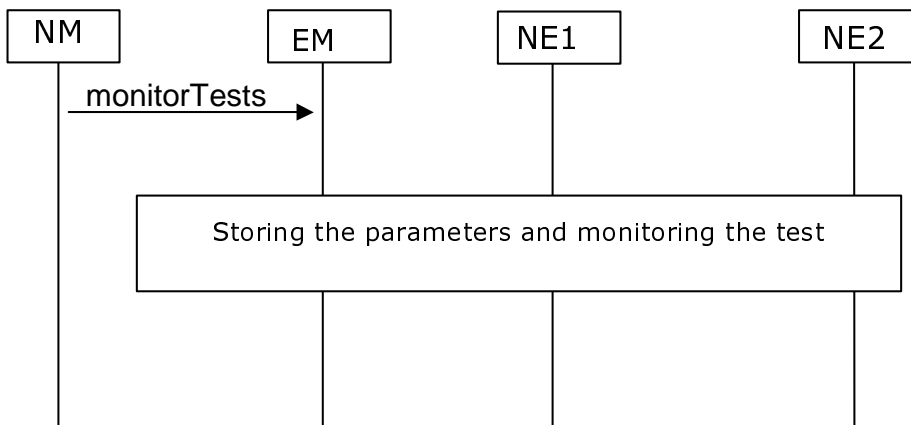 NM
EM
NE1
NE2
monitorTests
Storing the parameters and monitoring the test